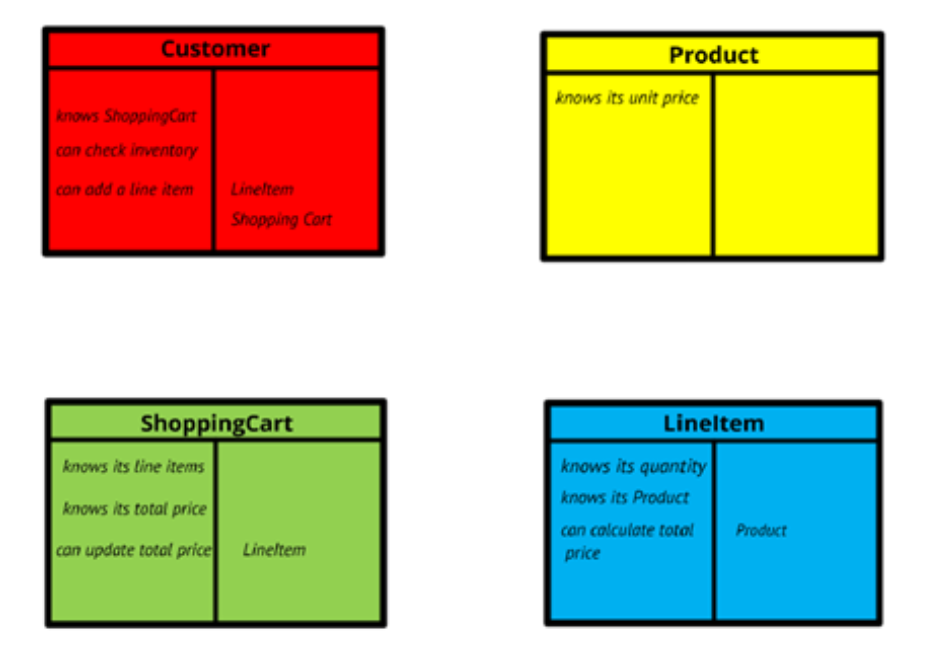 Customer
knows ShoppingCart
can check inventory
can add a line item
LineItem
Shopping Cart
Product
knows its unit price
ShoppingCart
knows its line items
knows its total price
can update total price
LineItem
LineItem
knows its quantity
knows its Product
can calculate total
price
Product